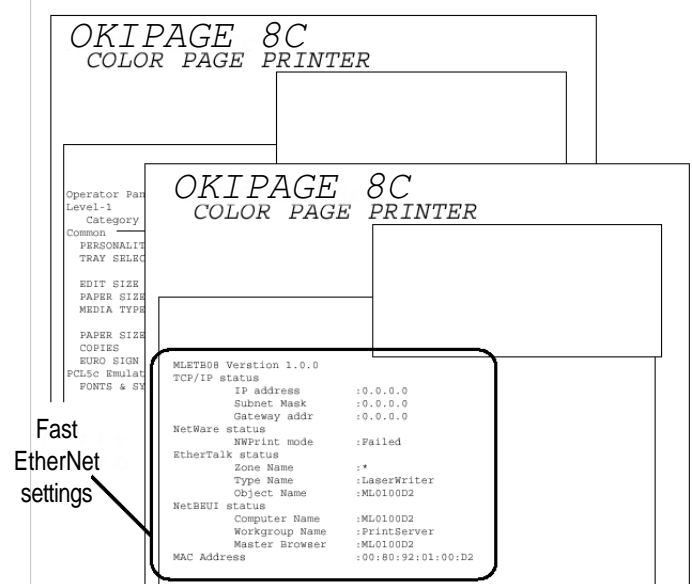 OKIPAGE 8C
COLOR PAGE PRINTER
Operator Pan
Level-1
Category
Common
PERSONALIT
TRAY SELEC
EDIT SIZE
PAPER SIZE
MEDIA TYPE
PAPER SIZE
COPIES
EURO SIGN
PCL5c Emulat
FONTS & SY
OKIPAGE 8C
COLOR PAGE PRINTER
MLETB08 Verstion 1.0.0
TCP/IP status
IP address :0.0.0.0
Subnet Mask :0.0.0.0
Gateway addr :0.0.0.0
NetWare status
NWPrint mode :Failed
EtherTalk status
Zone Name :*
Type Name :LaserWriter
Object Name :ML0100D2
NetBEUI status
Computer Name :ML0100D2
Workgroup Name :PrintServer
Master Browser :ML0100D2
MAC Address :00:80:92:01:00:D2
Fast
EtherNet
settings